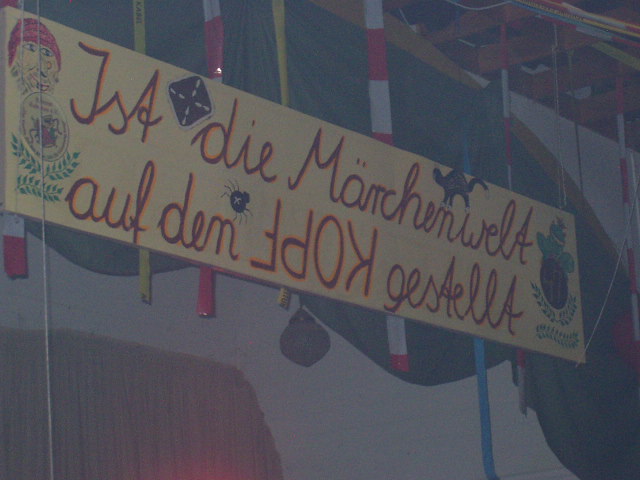 Ist die Märchenwelt
auf den KOPF gestellt